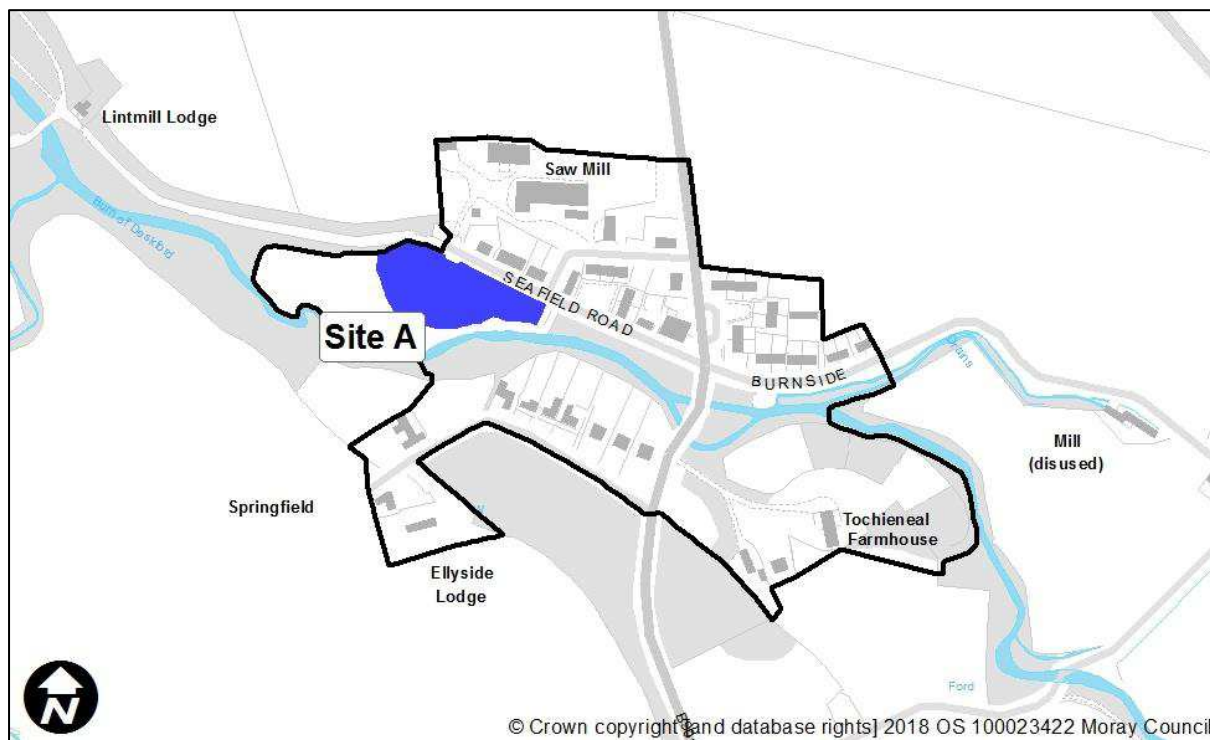 Lintmill Lodge
Saw Mill
Burn of Deskford
SEAFIELD ROAD
Site A
BURNSIDE
Drains
Mill
(disused)
Springfield
Tochieneal
Farmhouse
Ellyside
Lodge
Ford
N
© Crown copyright [and database rights] 2018 OS 100023422 Moray Council